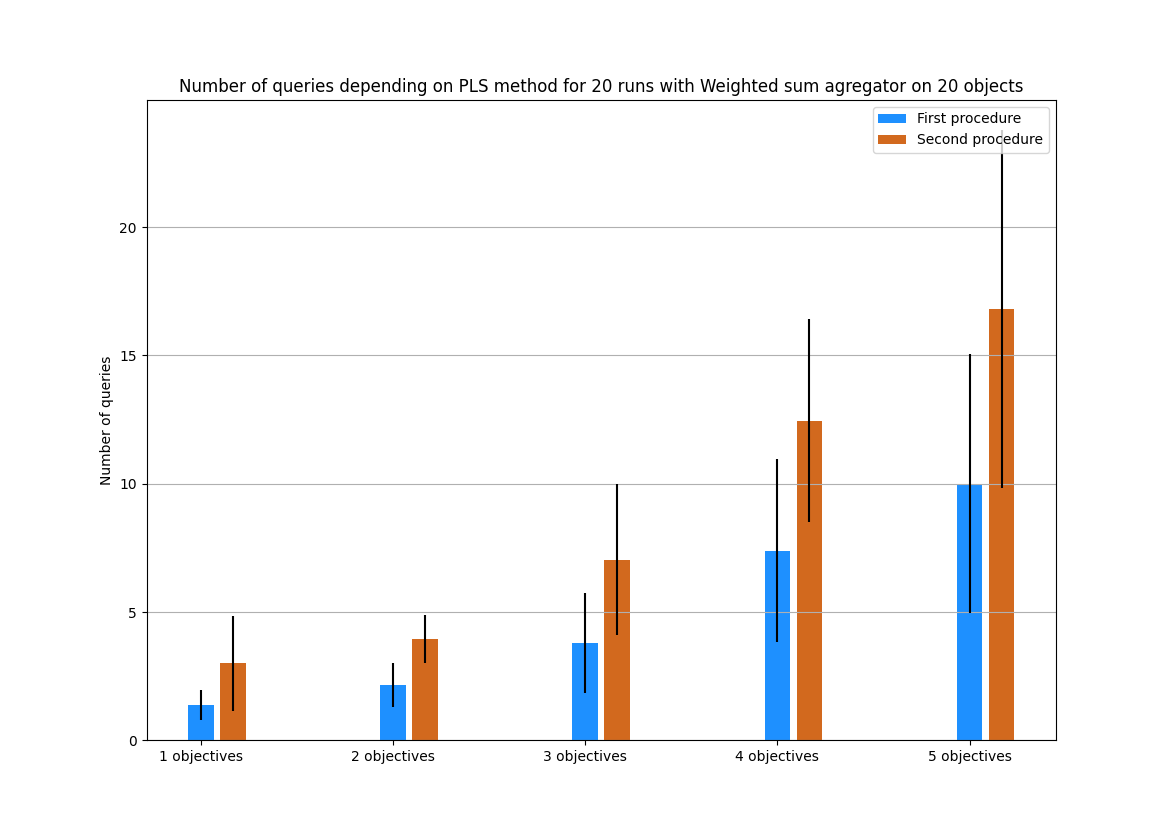 Number of queries depending on PLS method for 20 runs with Weighted sum agregator on 20 objects
First procedure
Second procedure
20
15
10
5
0
Number of queries
1 objectives
2 objectives
3 objectives
4 objectives
5 objectives